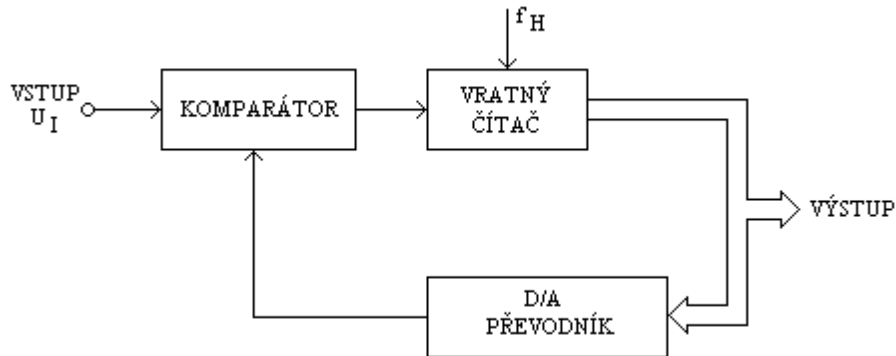 f H
VSTUP
U I
KOMPARÁTOR
VRATNÝ
ČÍTAČ
VÝSTUP
D/A
PŘEVODNÍK